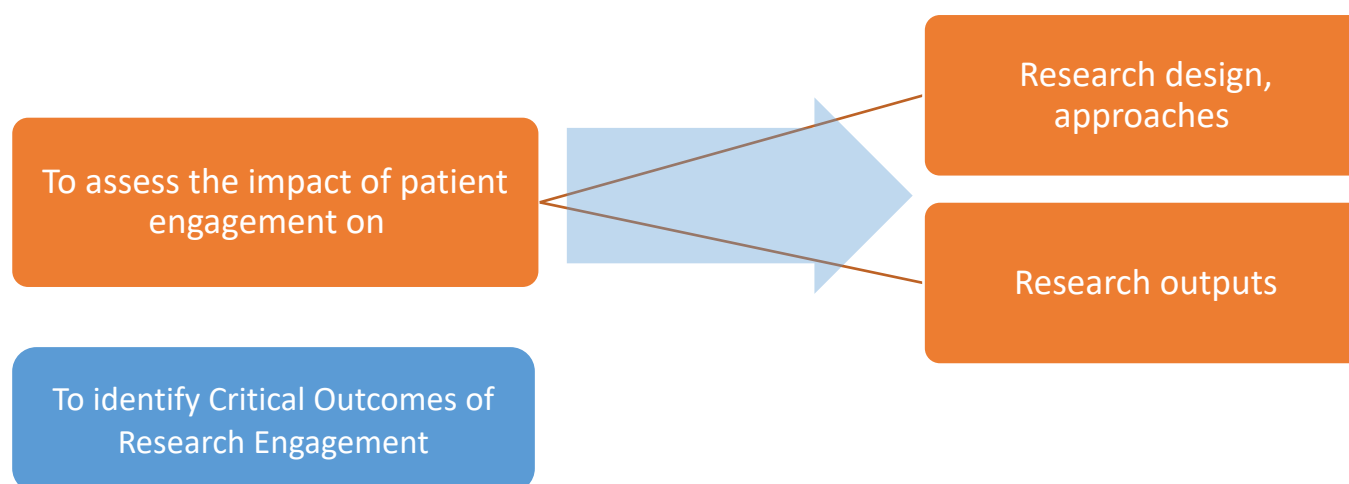 To assess the impact of patient
engagement on
Research design,
approaches
Research outputs
To identify Critical Outcomes of
Research Engagement